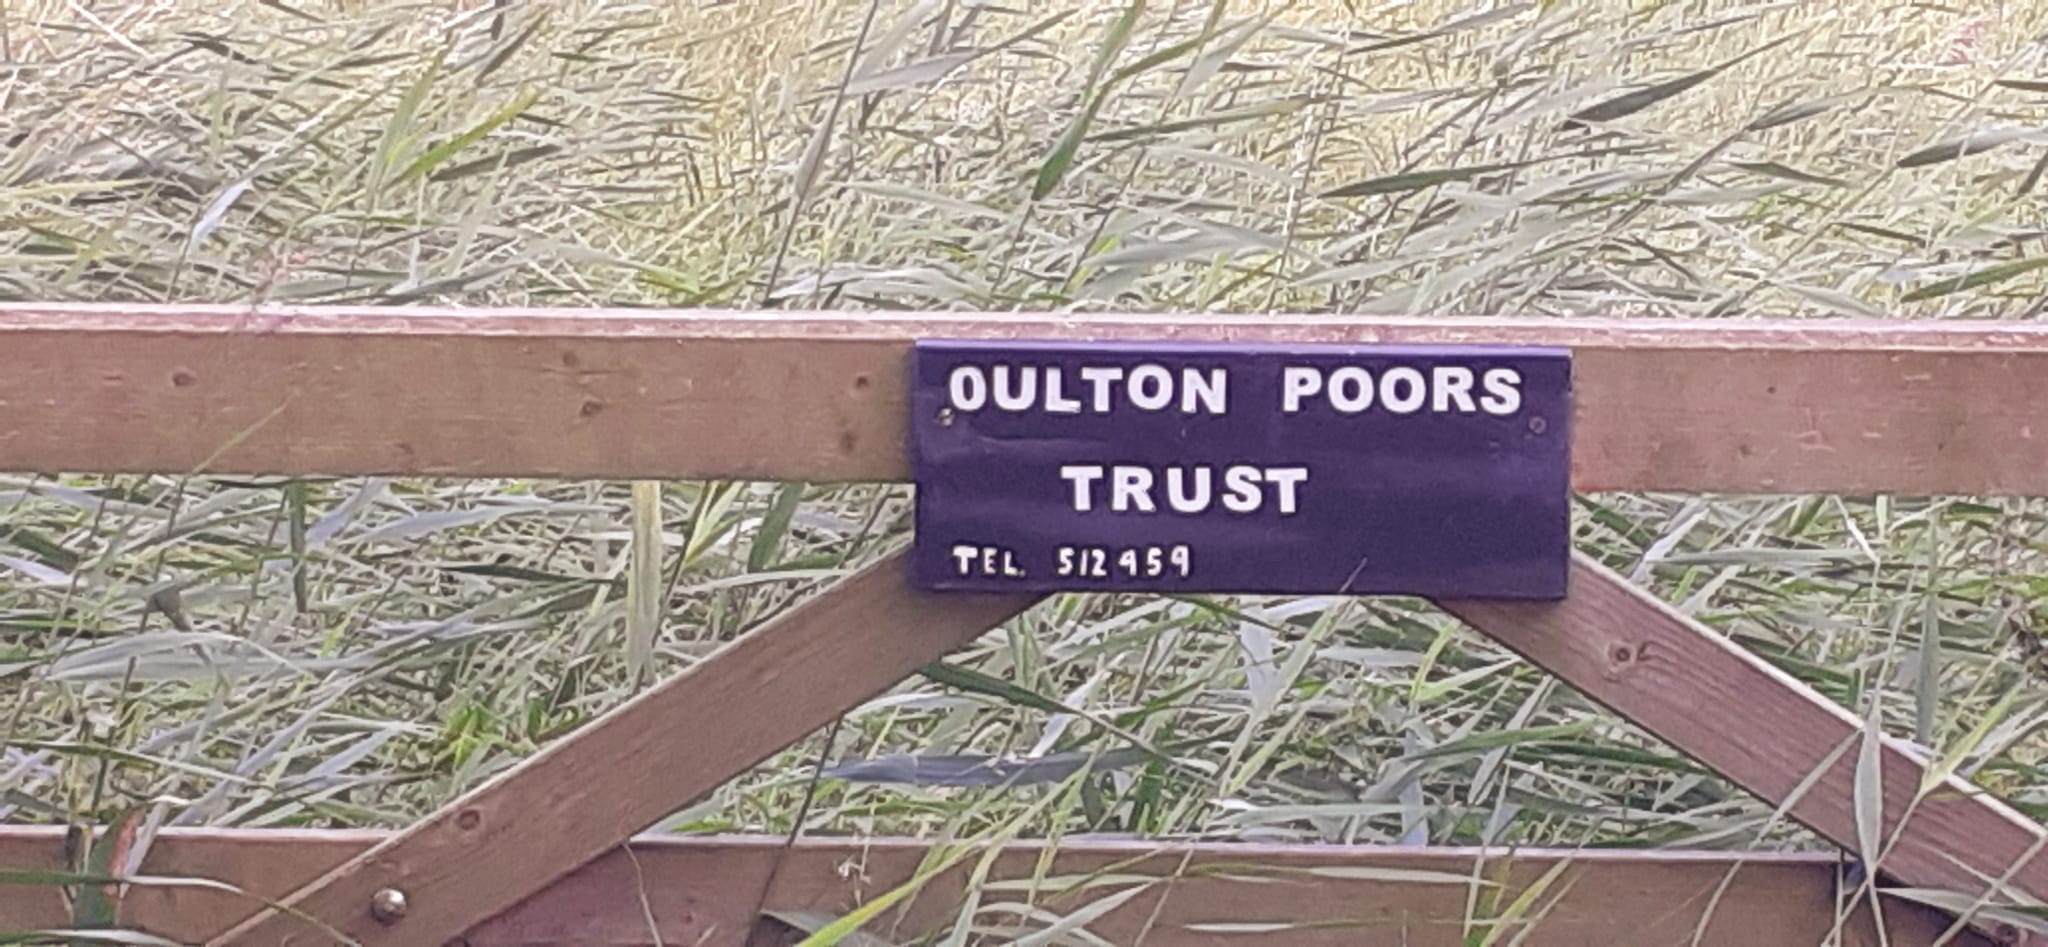 OULTON POORS
TRUST
TEL. 512459